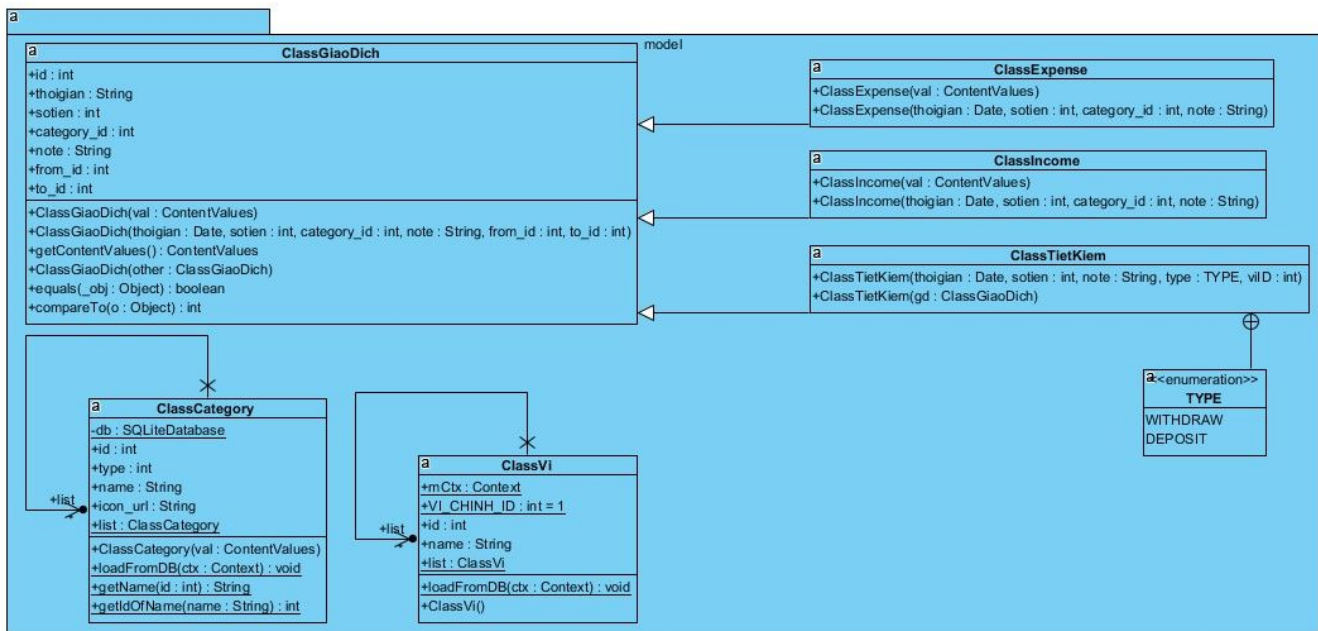 a
model
a
ClassGiaoDich
+id : int
+thoigian : String
+sotien : int
+category_id : int
+note : String
+from_id : int
+to_id : int
+ClassGiaoDich(val : ContentValues)
+ClassGiaoDich(thoigian : Date, sotien : int, category_id : int, note : String, from_id : int, to_id : int)
+getContentValues() : ContentValues
+ClassGiaoDich(other : ClassGiaoDich)
+equals(_obj : Object) : boolean
+compareTo(o : Object) : int
a
ClassExpense
+ClassExpense(val : ContentValues)
+ClassExpense(thoigian : Date, sotien : int, category_id : int, note : String)
a
ClassIncome
+ClassIncome(val : ContentValues)
+ClassIncome(thoigian : Date, sotien : int, category_id : int, note : String)
a
ClassTietKiem
+ClassTietKiem(thoigian : Date, sotien : int, note : String, type : TYPE, viID : int)
+ClassTietKiem(gd : ClassGiaoDich)
a
<<enumeration>>
TYPE
WITHDRAW
DEPOSIT
+list
a
ClassCategory
-db : SQLiteDatabase
+id : int
+type : int
+name : String
+icon_url : String
+list : ClassCategory
+ClassCategory(val : ContentValues)
+loadFromDB(ctx : Context) : void
+getName(id : int) : String
+getIdOfName(name : String) : int
+list
a
ClassVi
+mCtx : Context
+VI_CHINH_ID : int = 1
+id : int
+name : String
+list : ClassVi
+loadFromDB(ctx : Context) : void
+ClassVi()